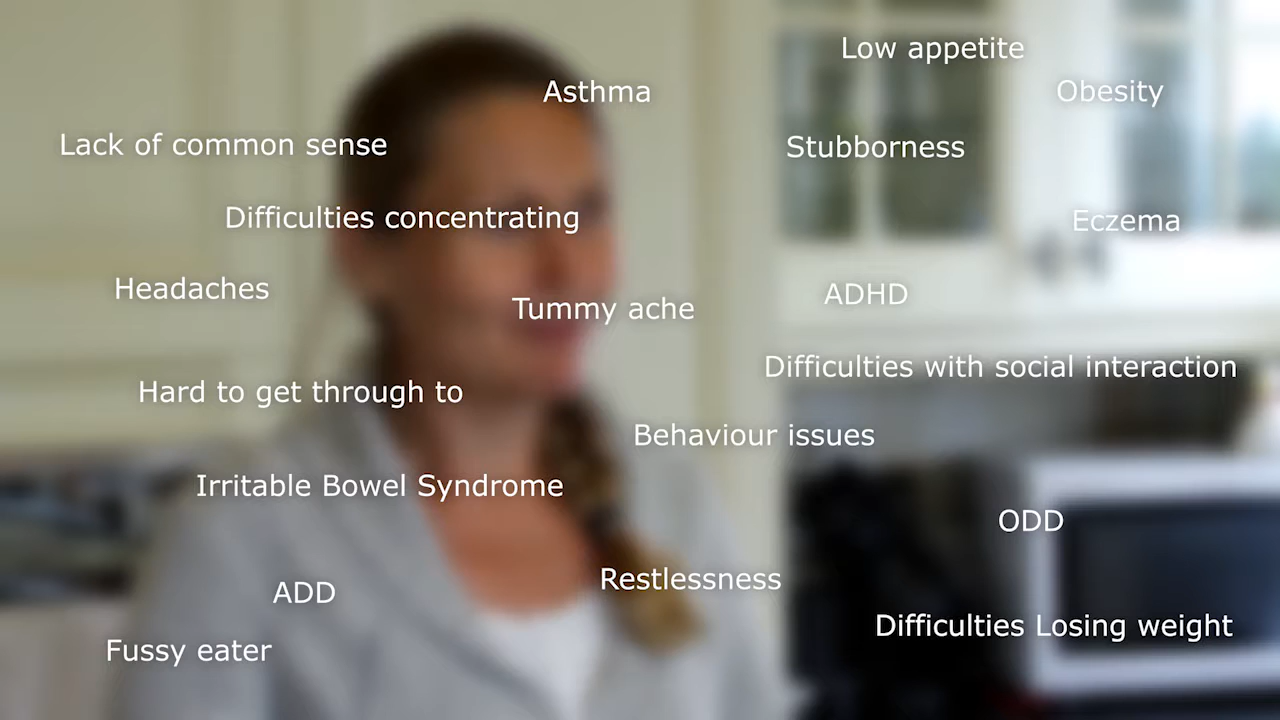 Low appetite
Asthma
Obesity
Lack of common sense
Stubborness
Difficulties concentrating
Eczema
Headaches
ADHD
Tummy ache
Difficulties with social interaction
Hard to get through to
Behaviour issues
Irritable Bowel Syndrome
ODD
Restlessness
ADD
Difficulties Losing weight
Fussy eater